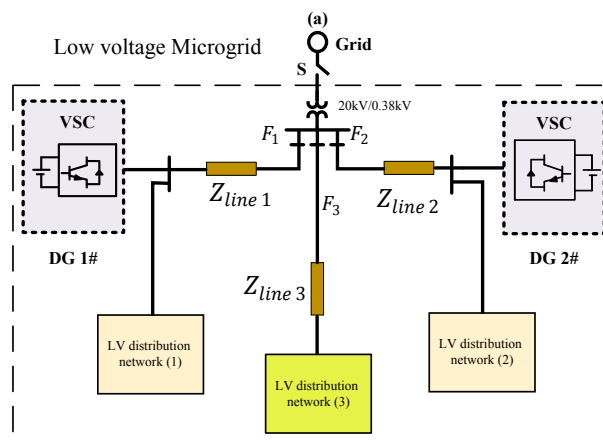 (a)
Low voltage Microgrid
Grid
S
20kV/0.38kV
VSC
F1
F2
VSC
Zline 1
Zline 2
F3
DG 1#
DG 2#
Zline 3
LV distribution
network (1)
LV distribution
network (2)
LV distribution
network (3)